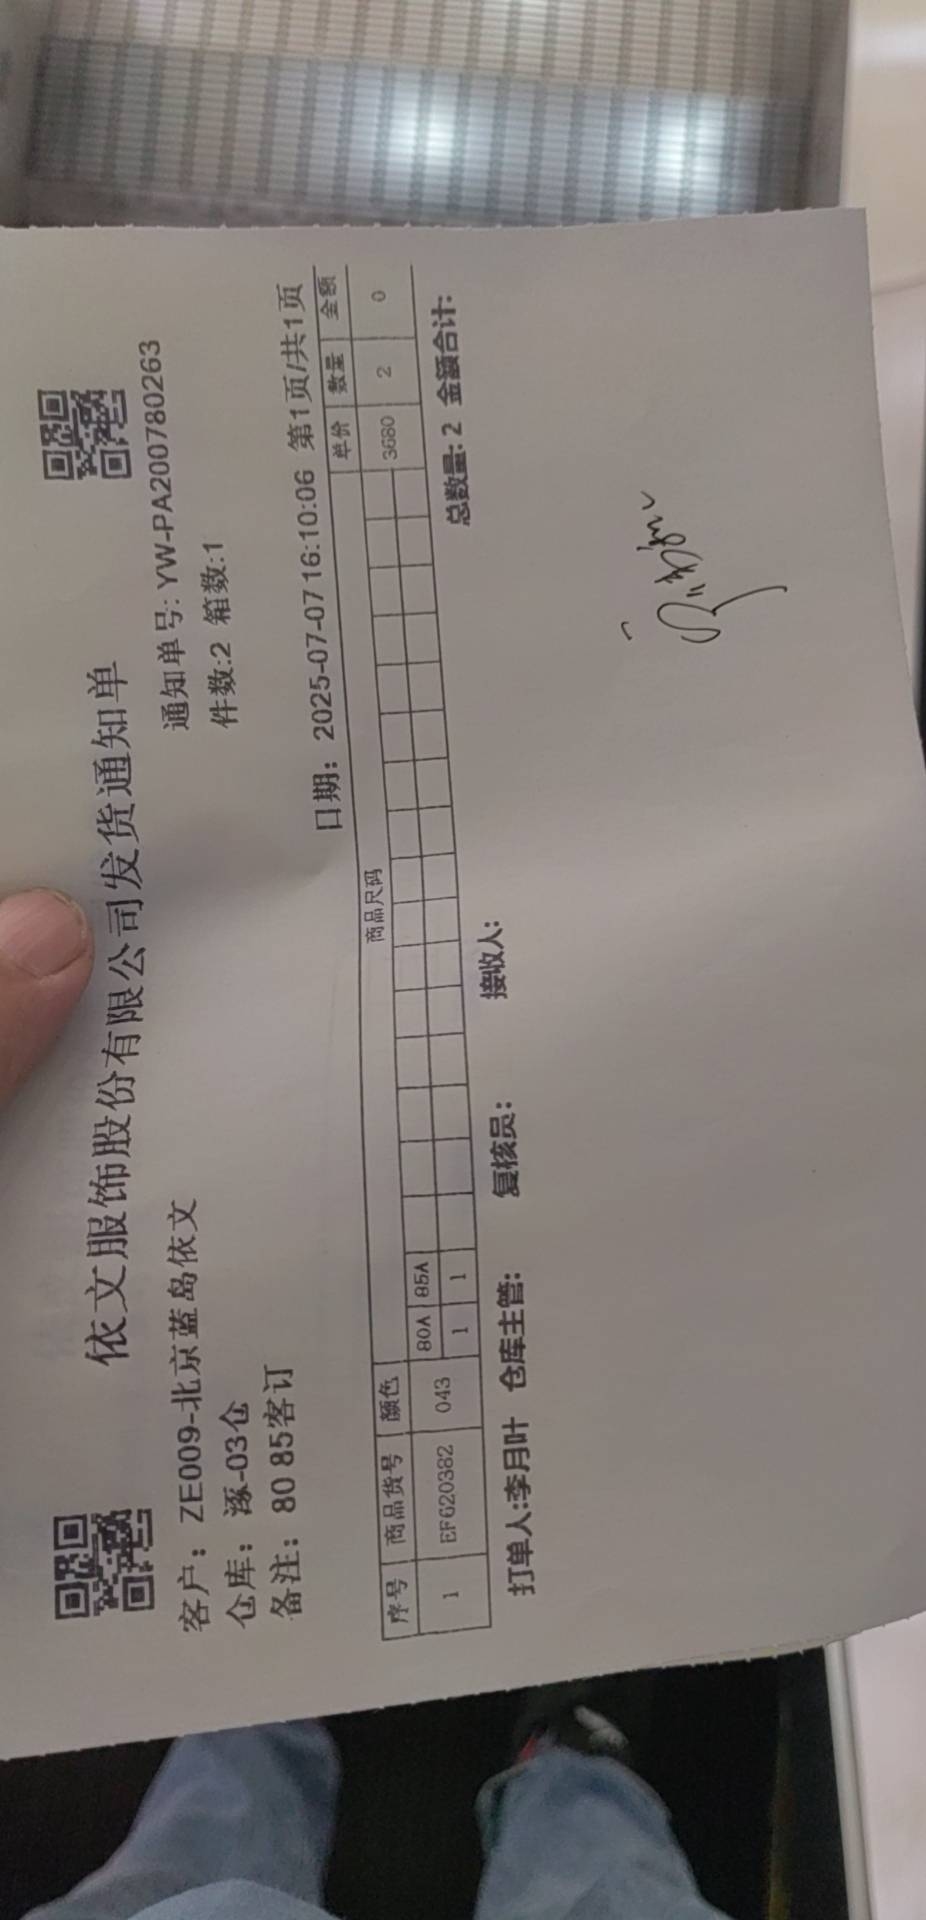 依文服饰股份有限公司发货通知单
客户： ZE009-北京蓝岛依文
通知单号: YW-PA200780263
仓库： 涿-03仓
件数:2 箱数:1
备注： 80 85客订
日期： 2025-07-07 16:10:06 第1页/共1页
序号 商品货号 颜色 商品尺码 单价 数量 金额
80A 85A
1 EF620382 043 1 1 3680 2 0
总数量: 2 金额合计:
打单人:李月叶 仓库主管: 复核员: 接收人: